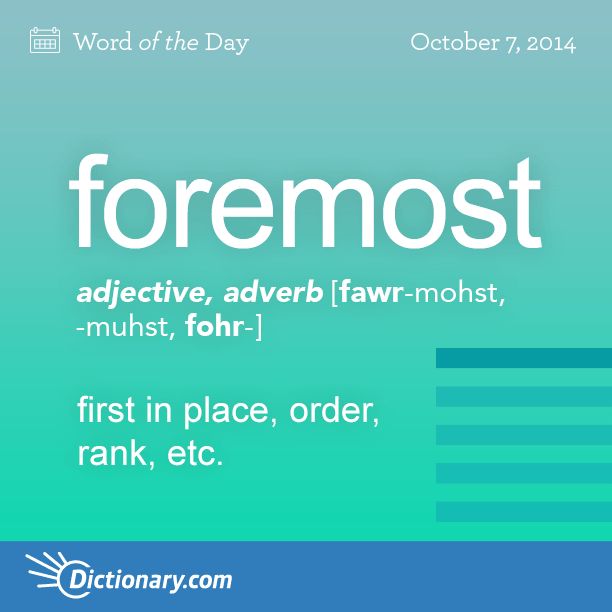 Word of the Day
October 7, 2014
foremost
adjective, adverb [fawr-mohst,
-muhst, fohr-]
first in place, order,
rank, etc.
Dictionary.com